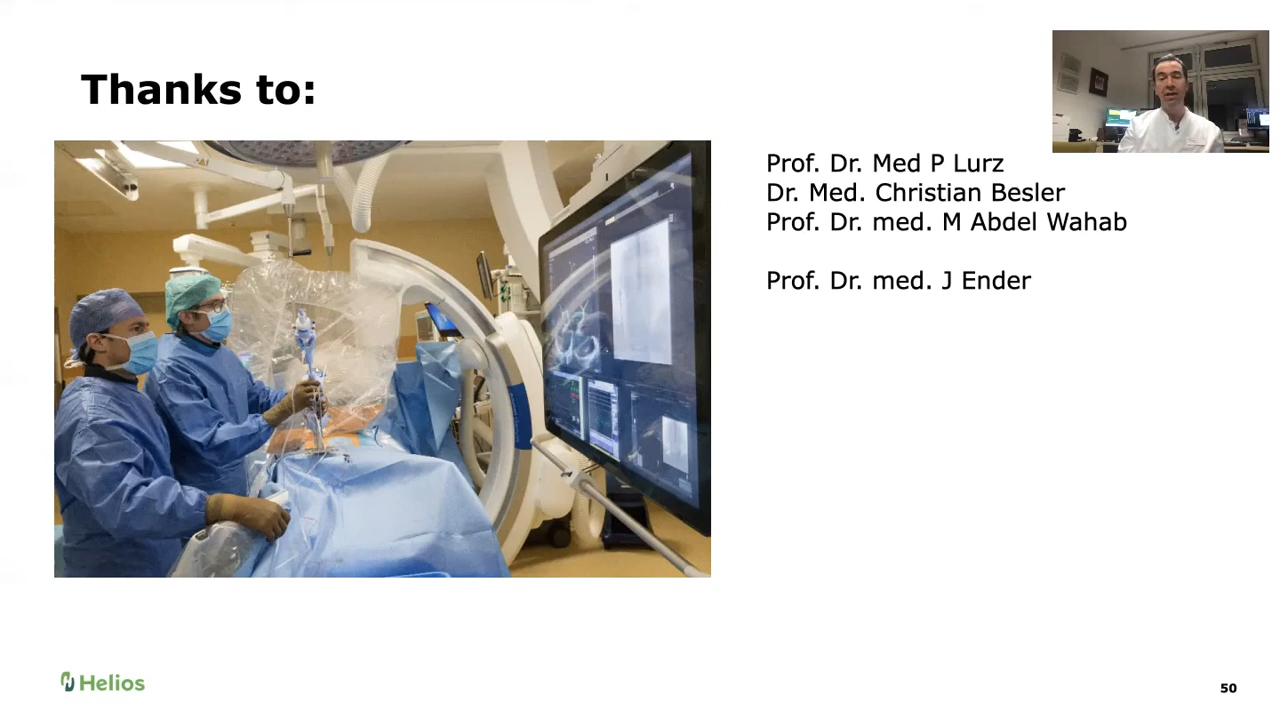 Thanks to:
Prof. Dr. Med P Lurz
Dr. Med. Christian Besler
Prof. Dr. med. M Abdel Wahab
Prof. Dr. med. J Ender
Helios
50